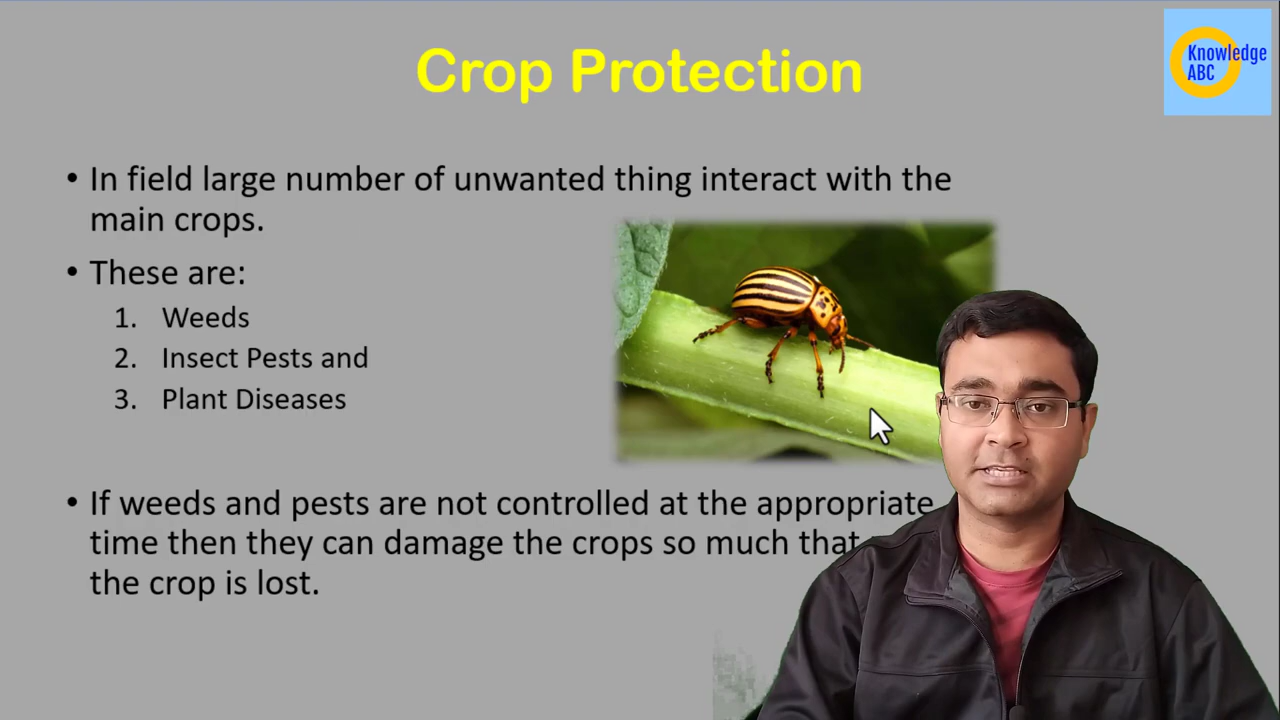 Crop Protection
Knowledge
ABC
• In field large number of unwanted thing interact with the
main crops.
• These are:
1. Weeds
2. Insect Pests and
3. Plant Diseases
• If weeds and pests are not controlled at the appropriate
time then they can damage the crops so much that
the crop is lost.